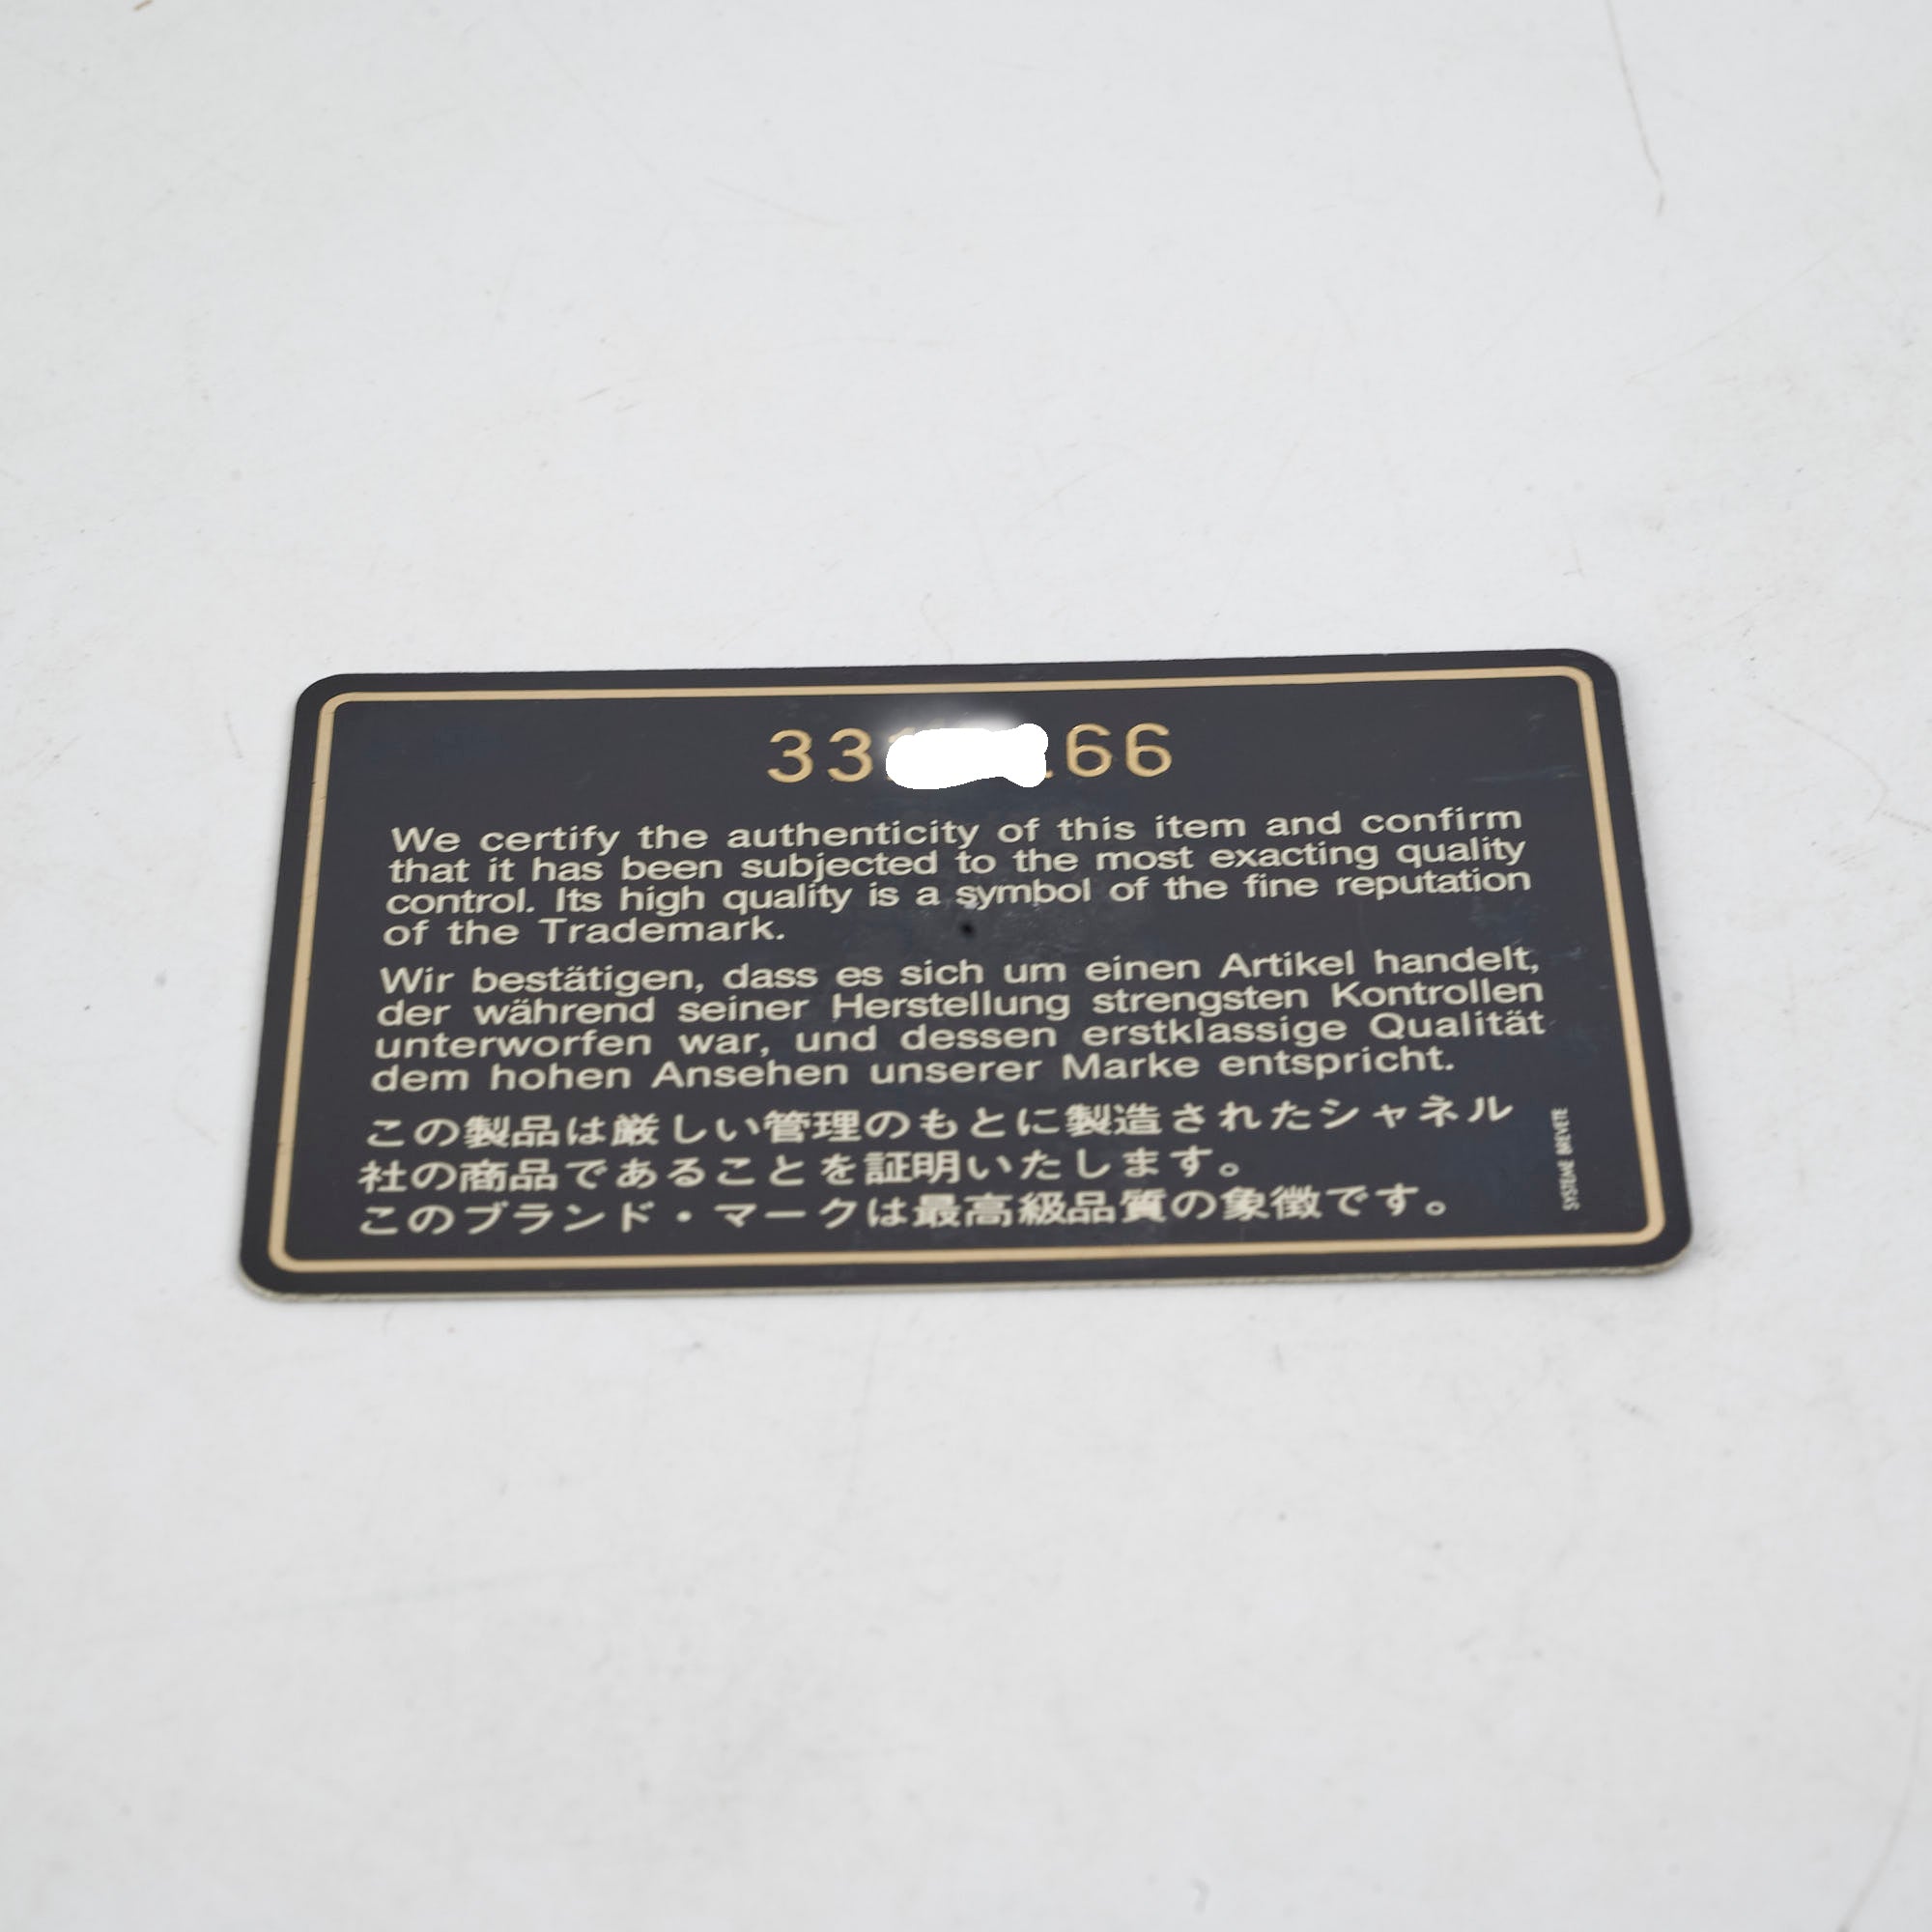 33 66
We certify the authenticity of this item and confirm
that it has been subjected to the most exacting quality
control. Its high quality is a symbol of the fine reputation
of the Trademark.
Wir bestätigen, dass es sich um einen Artikel handelt,
der während seiner Herstellung strengsten Kontrollen
unterworfen war, und dessen erstklassige Qualität
dem hohen Ansehen unserer Marke entspricht.
この製品は厳しい管理のもとに製造されたシャネル
社の商品であることを証明いたします。
このブランド・マークは最高級品質の象徴です。
SYSTEME BREVETE